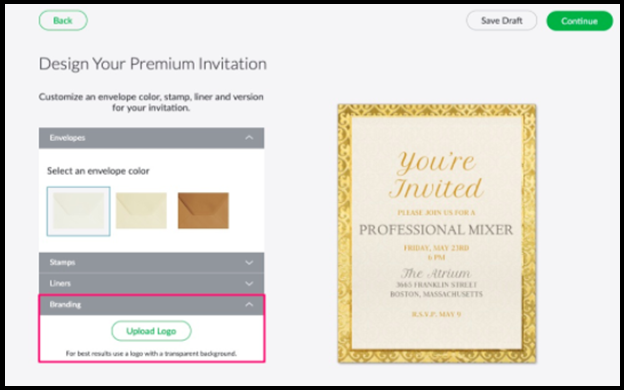 Back
Save Draft
Continue
Design Your Premium Invitation
Customize an envelope color, stamp, liner and version
for your invitation.
Envelopes
Select an envelope color
Stamps
Liners
Branding
Upload Logo
For best results use a logo with a transparent background.
You're
Invited
PLEASE JOIN US FOR A
PROFESSIONAL MIXER
FRIDAY, MAY 23RD
6 PM
The Atrium
3665 FRANKLIN STREET
BOSTON, MASSACHUSETTS
R.S.V.P. MAY 9